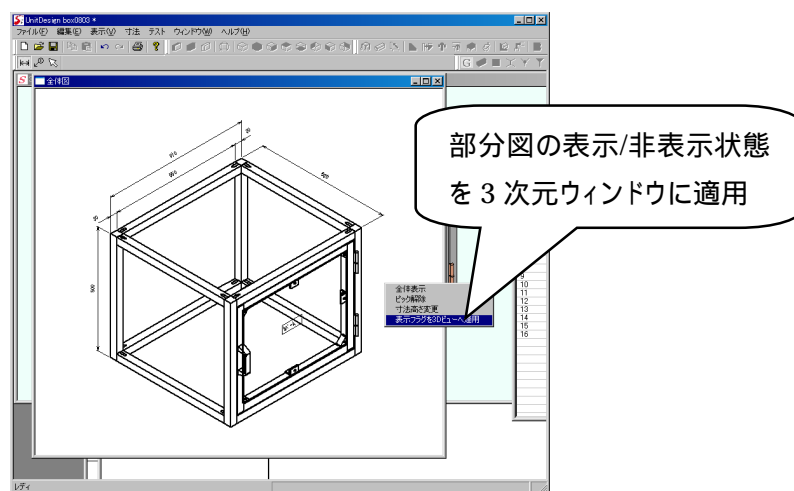 UnitDesign box0803 *
ファイル(F) 編集(E) 表示(V) 寸法 テスト ウィンドウ(W) ヘルプ(H)
全体図
部分図の表示/非表示状態
を 3 次元ウィンドウに適用
全体表示
ピック解除
寸法高さ変更
表示フラグを3Dビューへ適用
9
10
11
12
13
14
15
16
レディ